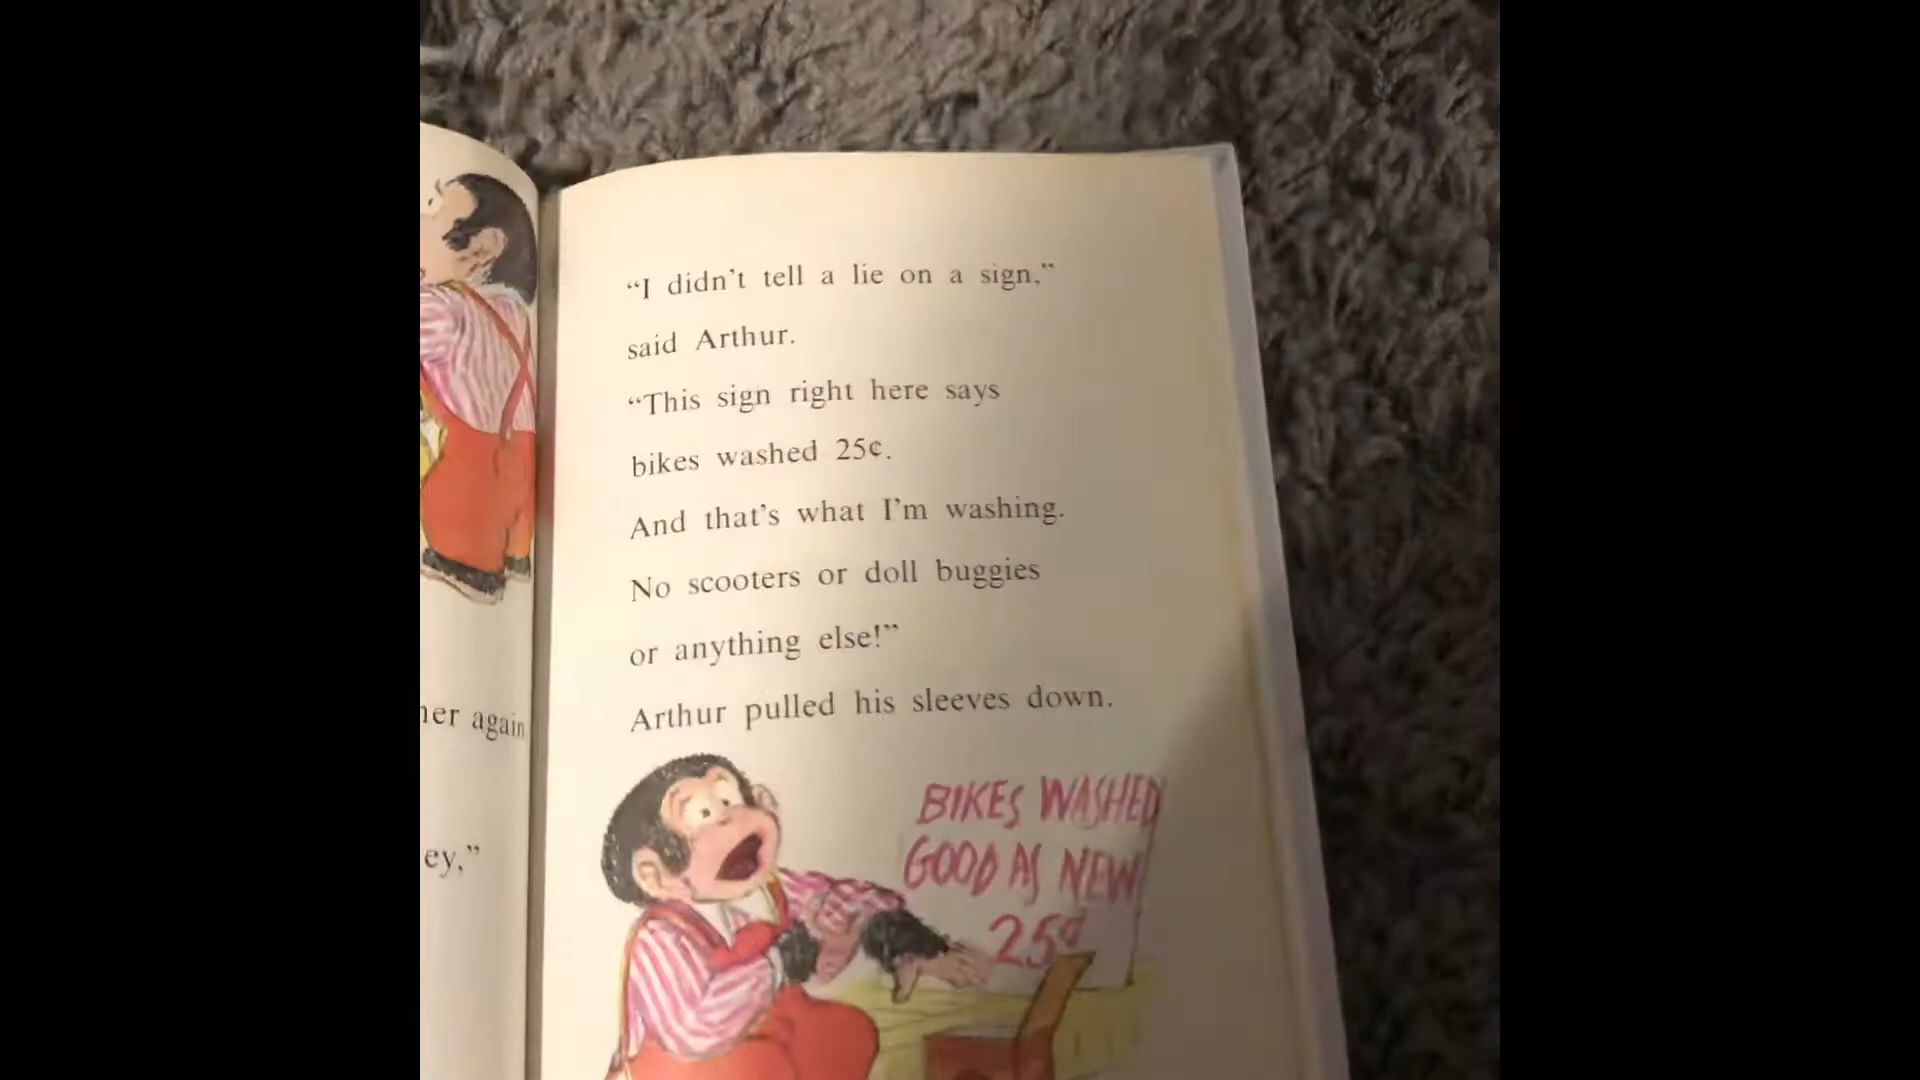 again
“I didn’t tell a lie on a sign,”
said Arthur.
“This sign right here says
bikes washed 25¢.
And that’s what I’m washing.
No scooters or doll buggies
or anything else!”
Arthur pulled his sleeves down.
BIKES WASHED
GOOD AS NEW
25¢